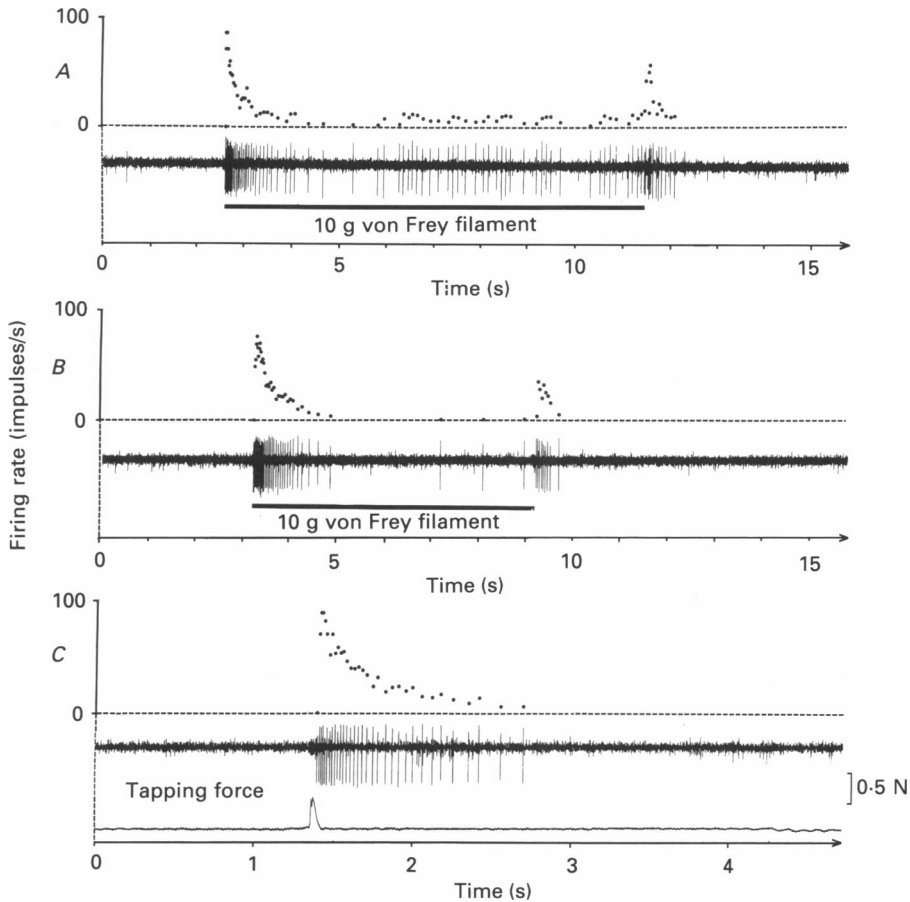 100
A
0
10 g von Frey filament
0 5 10 15
Time (s)
100
B
0
10 g von Frey filament
0 5 10 15
Time (s)
Firing rate (impulses/s)
100
C
0
Tapping force
0·5 N
0 1 2 3 4
Time (s)